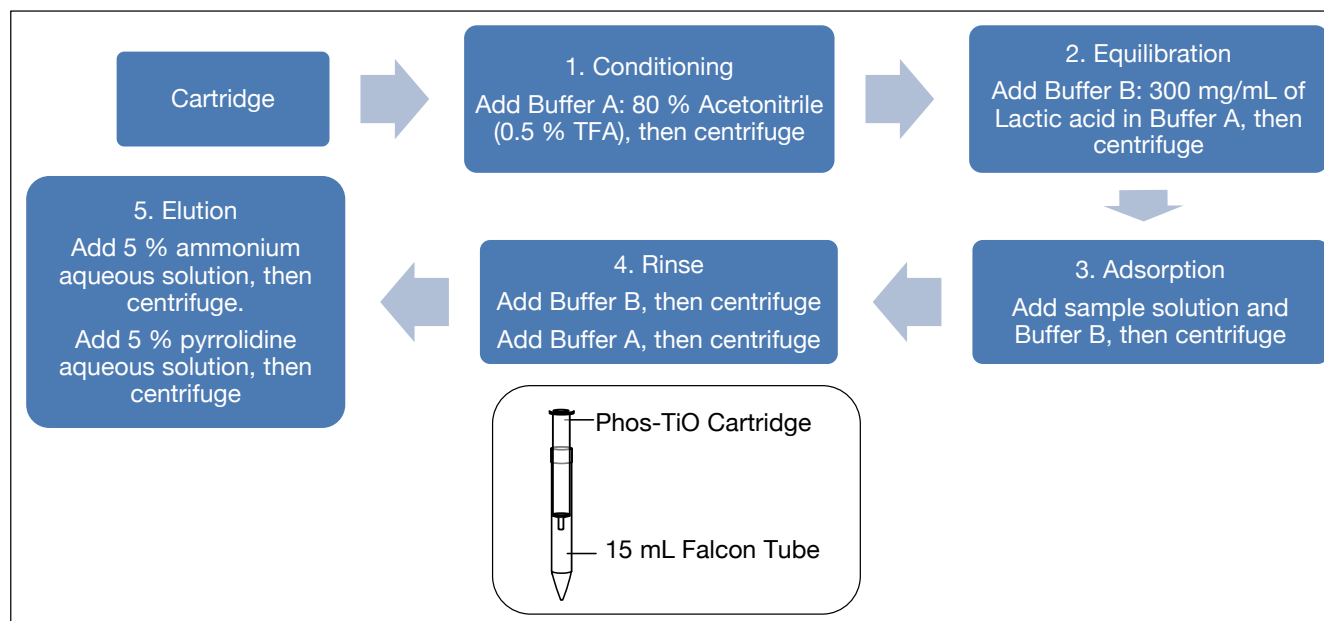 Cartridge
1. Conditioning
Add Buffer A: 80 % Acetonitrile
(0.5 % TFA), then centrifuge
2. Equilibration
Add Buffer B: 300 mg/mL of
Lactic acid in Buffer A, then
centrifuge
3. Adsorption
Add sample solution and
Buffer B, then centrifuge
4. Rinse
Add Buffer B, then centrifuge
Add Buffer A, then centrifuge
5. Elution
Add 5 % ammonium
aqueous solution, then
centrifuge.
Add 5 % pyrrolidine
aqueous solution, then
centrifuge
Phos-TiO Cartridge
15 mL Falcon Tube